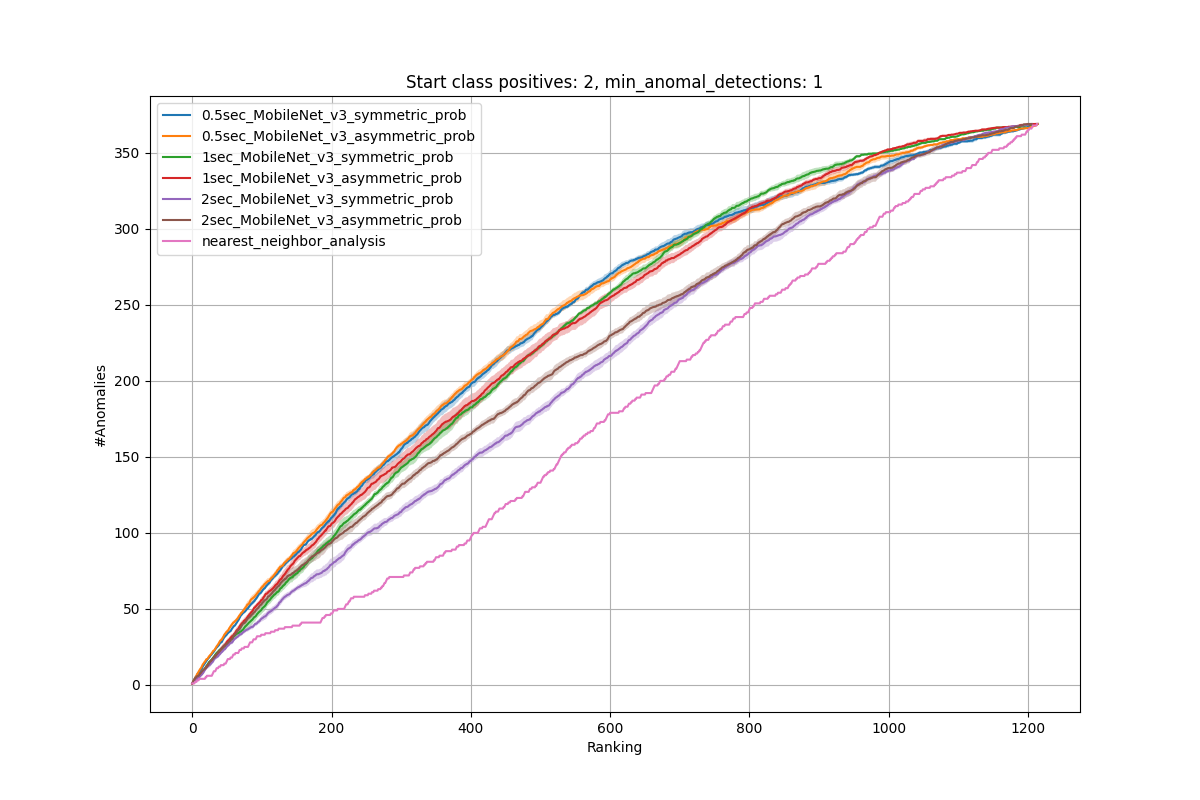 Start class positives: 2, min_anomal_detections: 1
0.5sec_MobileNet_v3_symmetric_prob
0.5sec_MobileNet_v3_asymmetric_prob
1sec_MobileNet_v3_symmetric_prob
1sec_MobileNet_v3_asymmetric_prob
2sec_MobileNet_v3_symmetric_prob
2sec_MobileNet_v3_asymmetric_prob
nearest_neighbor_analysis
350
300
250
200
150
100
50
0
#Anomalies
0 200 400 600 800 1000 1200
Ranking